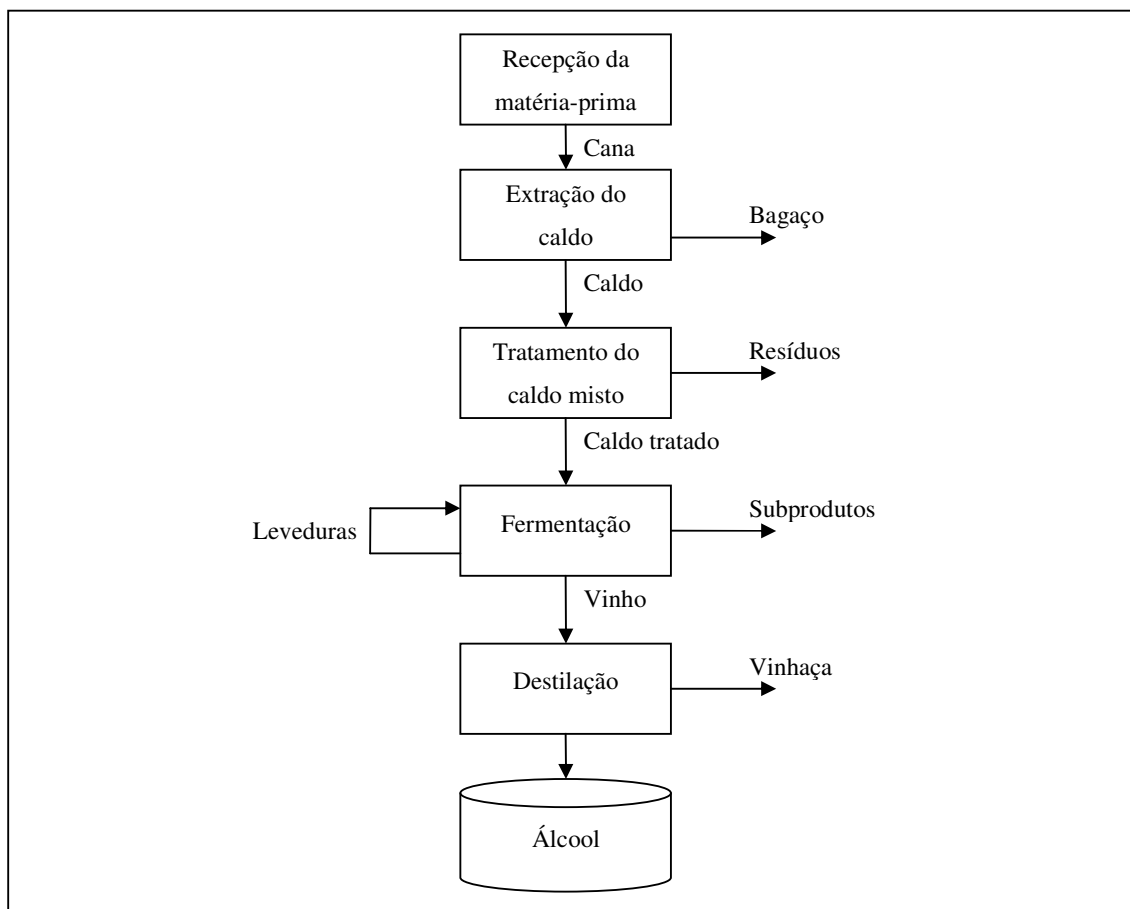 Recepção da
matéria-prima
Cana
Extração do
caldo
Bagaço
Caldo
Tratamento do
caldo misto
Resíduos
Caldo tratado
Leveduras
Fermentação
Subprodutos
Vinho
Destilação
Vinhaça
Álcool